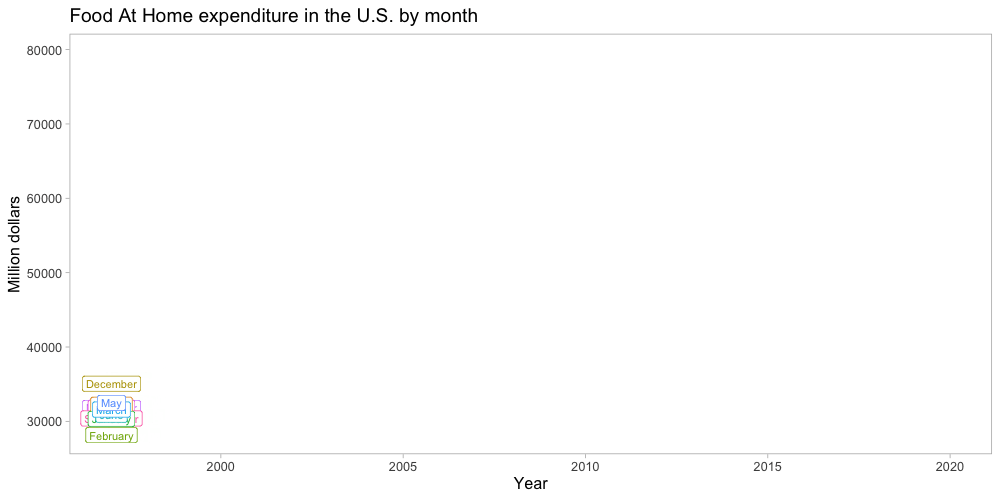 Food At Home expenditure in the U.S. by month
80000
70000
60000
50000
40000
30000
Million dollars
December
May
March
February
2000
2005
2010
2015
2020
Year